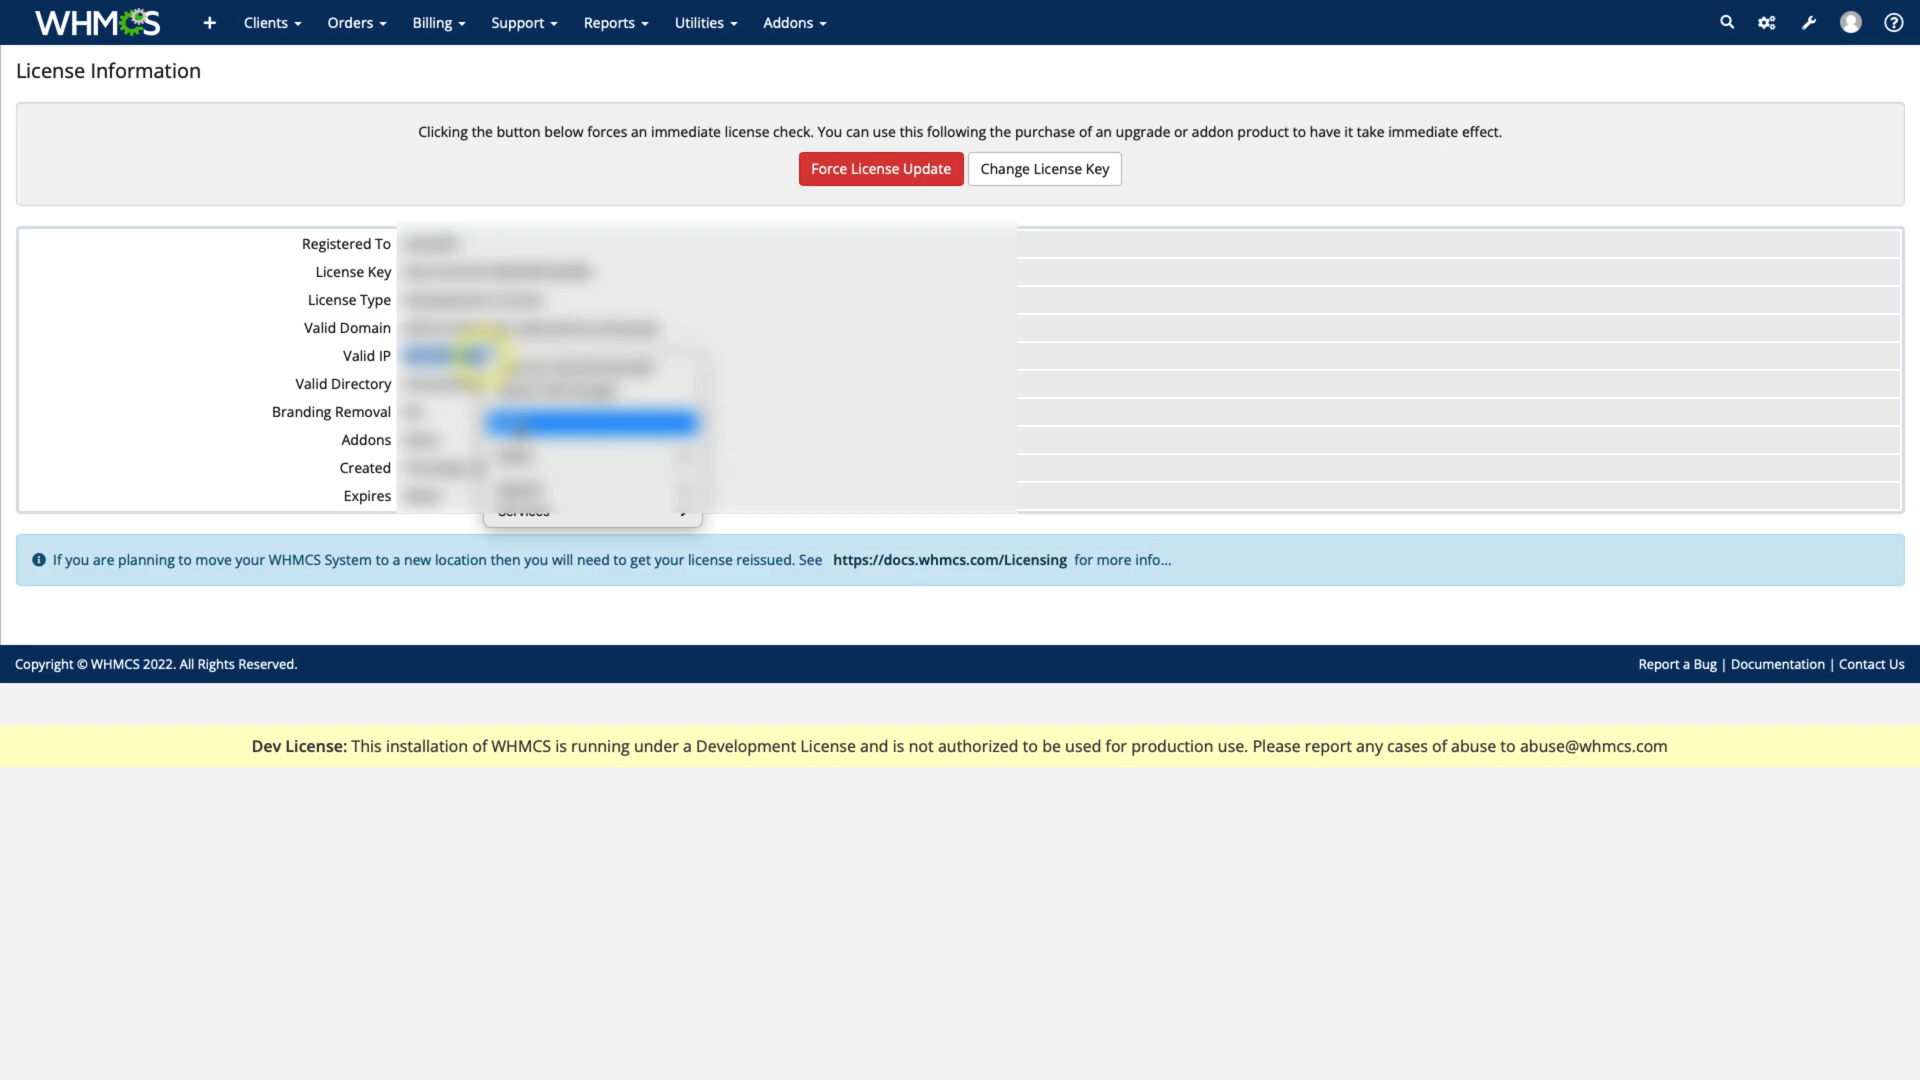 WHMCS
+ Clients Orders Billing Support Reports Utilities Addons
License Information
Clicking the button below forces an immediate license check. You can use this following the purchase of an upgrade or addon product to have it take immediate effect.
Force License Update Change License Key
Registered To
License Key
License Type
Valid Domain
Valid IP
Valid Directory
Branding Removal
Addons
Created
Expires
Services
If you are planning to move your WHMCS System to a new location then you will need to get your license reissued. See https://docs.whmcs.com/Licensing for more info...
Copyright © WHMCS 2022. All Rights Reserved. Report a Bug | Documentation | Contact Us
Dev License: This installation of WHMCS is running under a Development License and is not authorized to be used for production use. Please report any cases of abuse to abuse@whmcs.com